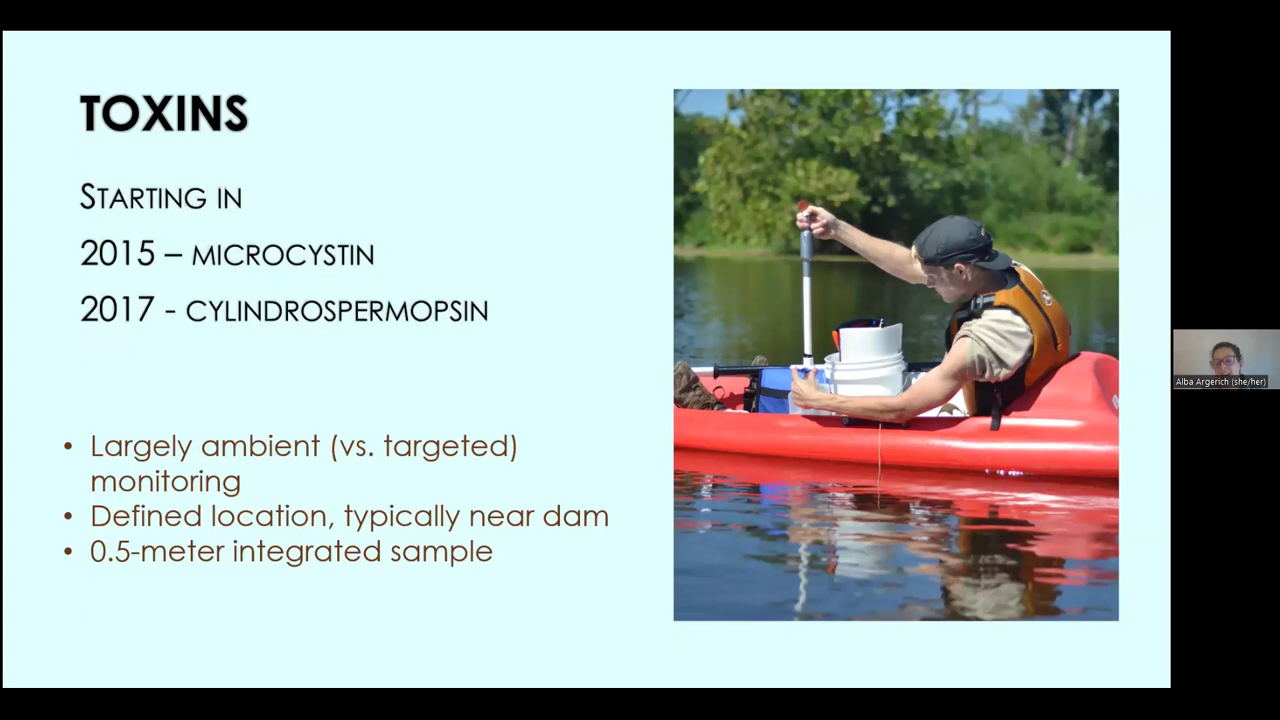 TOXINS
STARTING IN
2015 – MICROCYSTIN
2017 - CYLINDROSPERMOPSIN
• Largely ambient (vs. targeted)
monitoring
• Defined location, typically near dam
• 0.5-meter integrated sample
Alba Argerich (she/her)